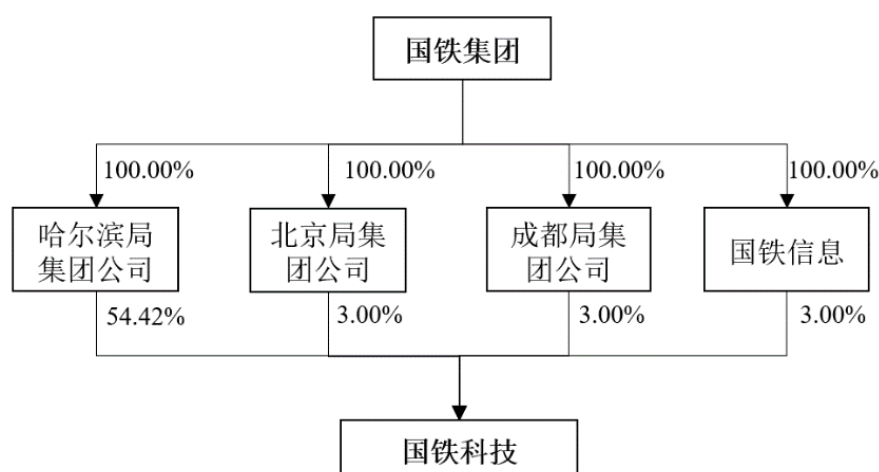 国铁集团
100.00%
100.00%
100.00%
100.00%
哈尔滨局
集团公司
北京局集
团公司
成都局集
团公司
国铁信息
54.42%
3.00%
3.00%
3.00%
国铁科技